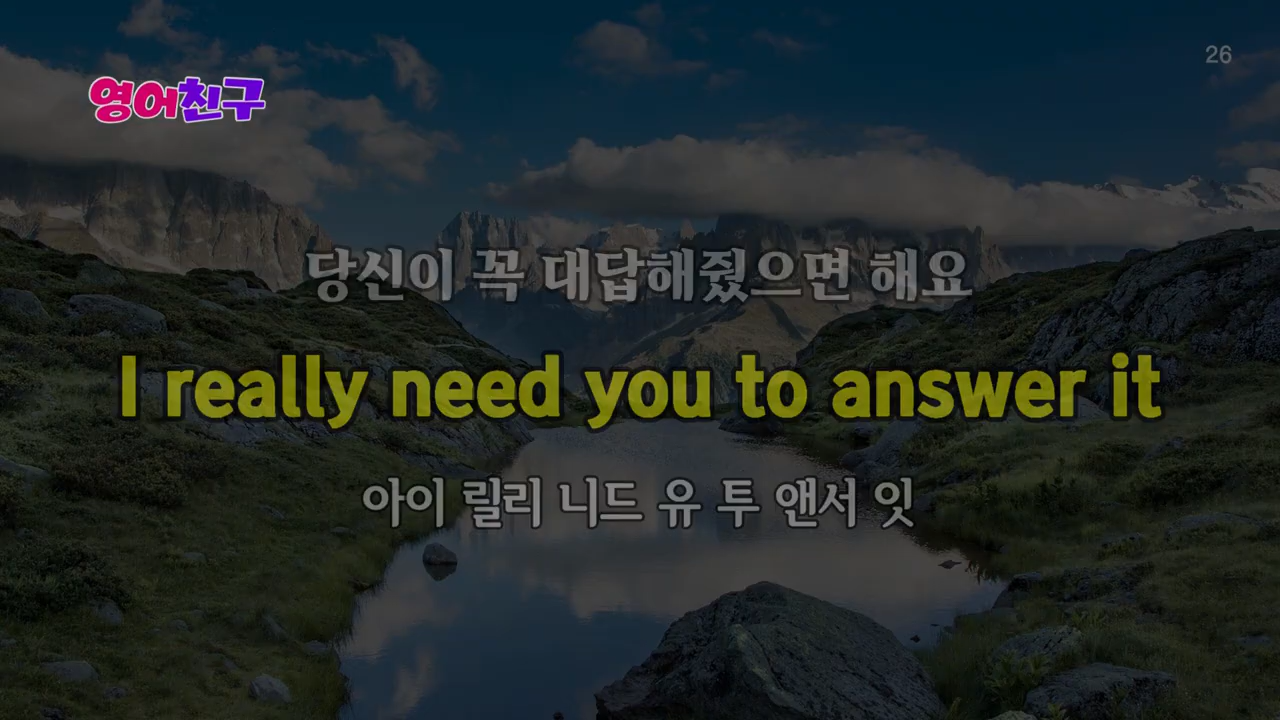 26
영어친구
당신이 꼭 대답해줬으면 해요
I really need you to answer it
아이 릴리 니드 유 투 앤서 잇